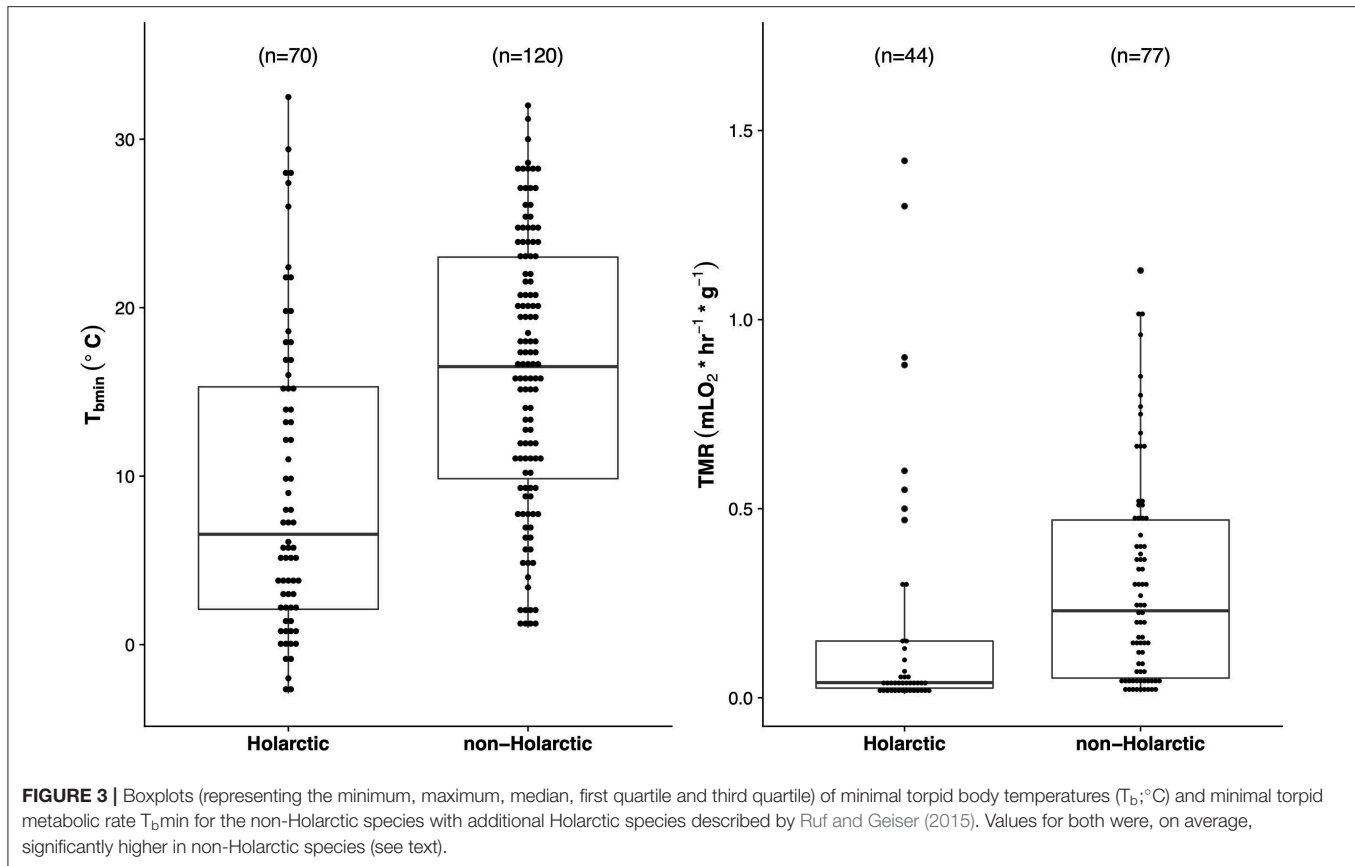 (n=70)
(n=120)
30
20
10
0
T_bmin (° C)
Holarctic
non−Holarctic
(n=44)
(n=77)
1.5
1.0
0.5
0.0
TMR (mLO₂ * hr⁻¹ * g⁻¹)
Holarctic
non−Holarctic
FIGURE 3 | Boxplots (representing the minimum, maximum, median, first quartile and third quartile) of minimal torpid body temperatures (T_b;°C) and minimal torpid
metabolic rate T_bmin for the non-Holarctic species with additional Holarctic species described by Ruf and Geiser (2015). Values for both were, on average,
significantly higher in non-Holarctic species (see text).